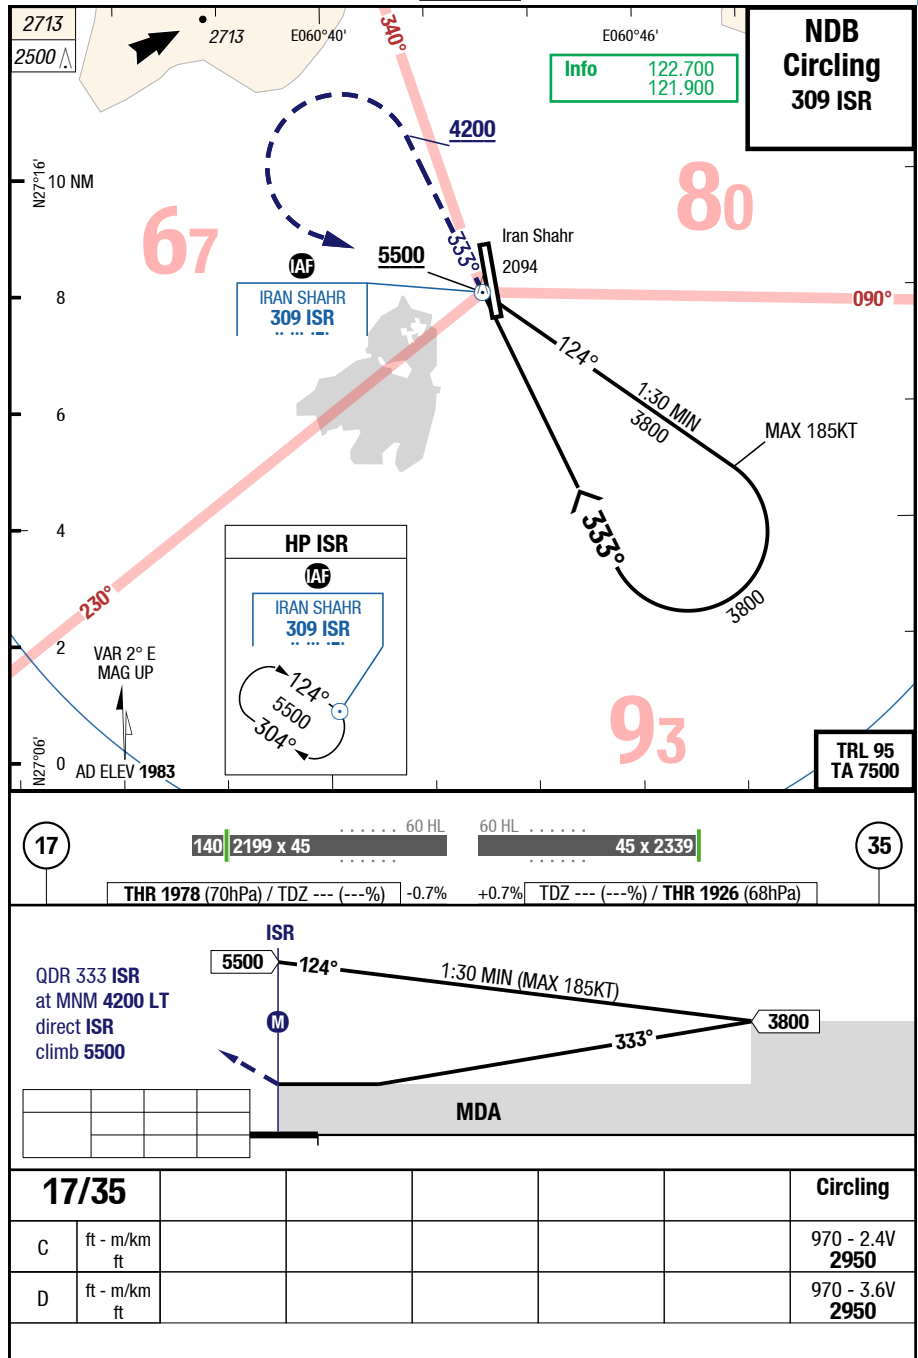 2713
2500
2713
E060°40'
340°
E060°46'
Info 122.700
121.900
NDB
Circling
309 ISR
4200
N27°16'
10 NM
67
80
333°
5500
Iran Shahr
2094
IAF
IRAN SHAHR
309 ISR
8
090°
124°
1:30 MIN
3800
MAX 185KT
6
4
333°
3800
HP ISR
IAF
IRAN SHAHR
309 ISR
124°
5500
304°
230°
2
VAR 2° E
MAG UP
93
N27°06'
0
AD ELEV 1983
TRL 95
TA 7500
17
60 HL
140 2199 x 45
60 HL
45 x 2339
35
THR 1978 (70hPa) / TDZ --- (---%) -0.7%
+0.7% TDZ --- (---%) / THR 1926 (68hPa)
ISR
5500
124°
1:30 MIN (MAX 185KT)
QDR 333 ISR
at MNM 4200 LT
direct ISR
climb 5500
M
3800
333°
MDA
17/35
Circling
C
ft - m/km
ft
970 - 2.4V
2950
D
ft - m/km
ft
970 - 3.6V
2950